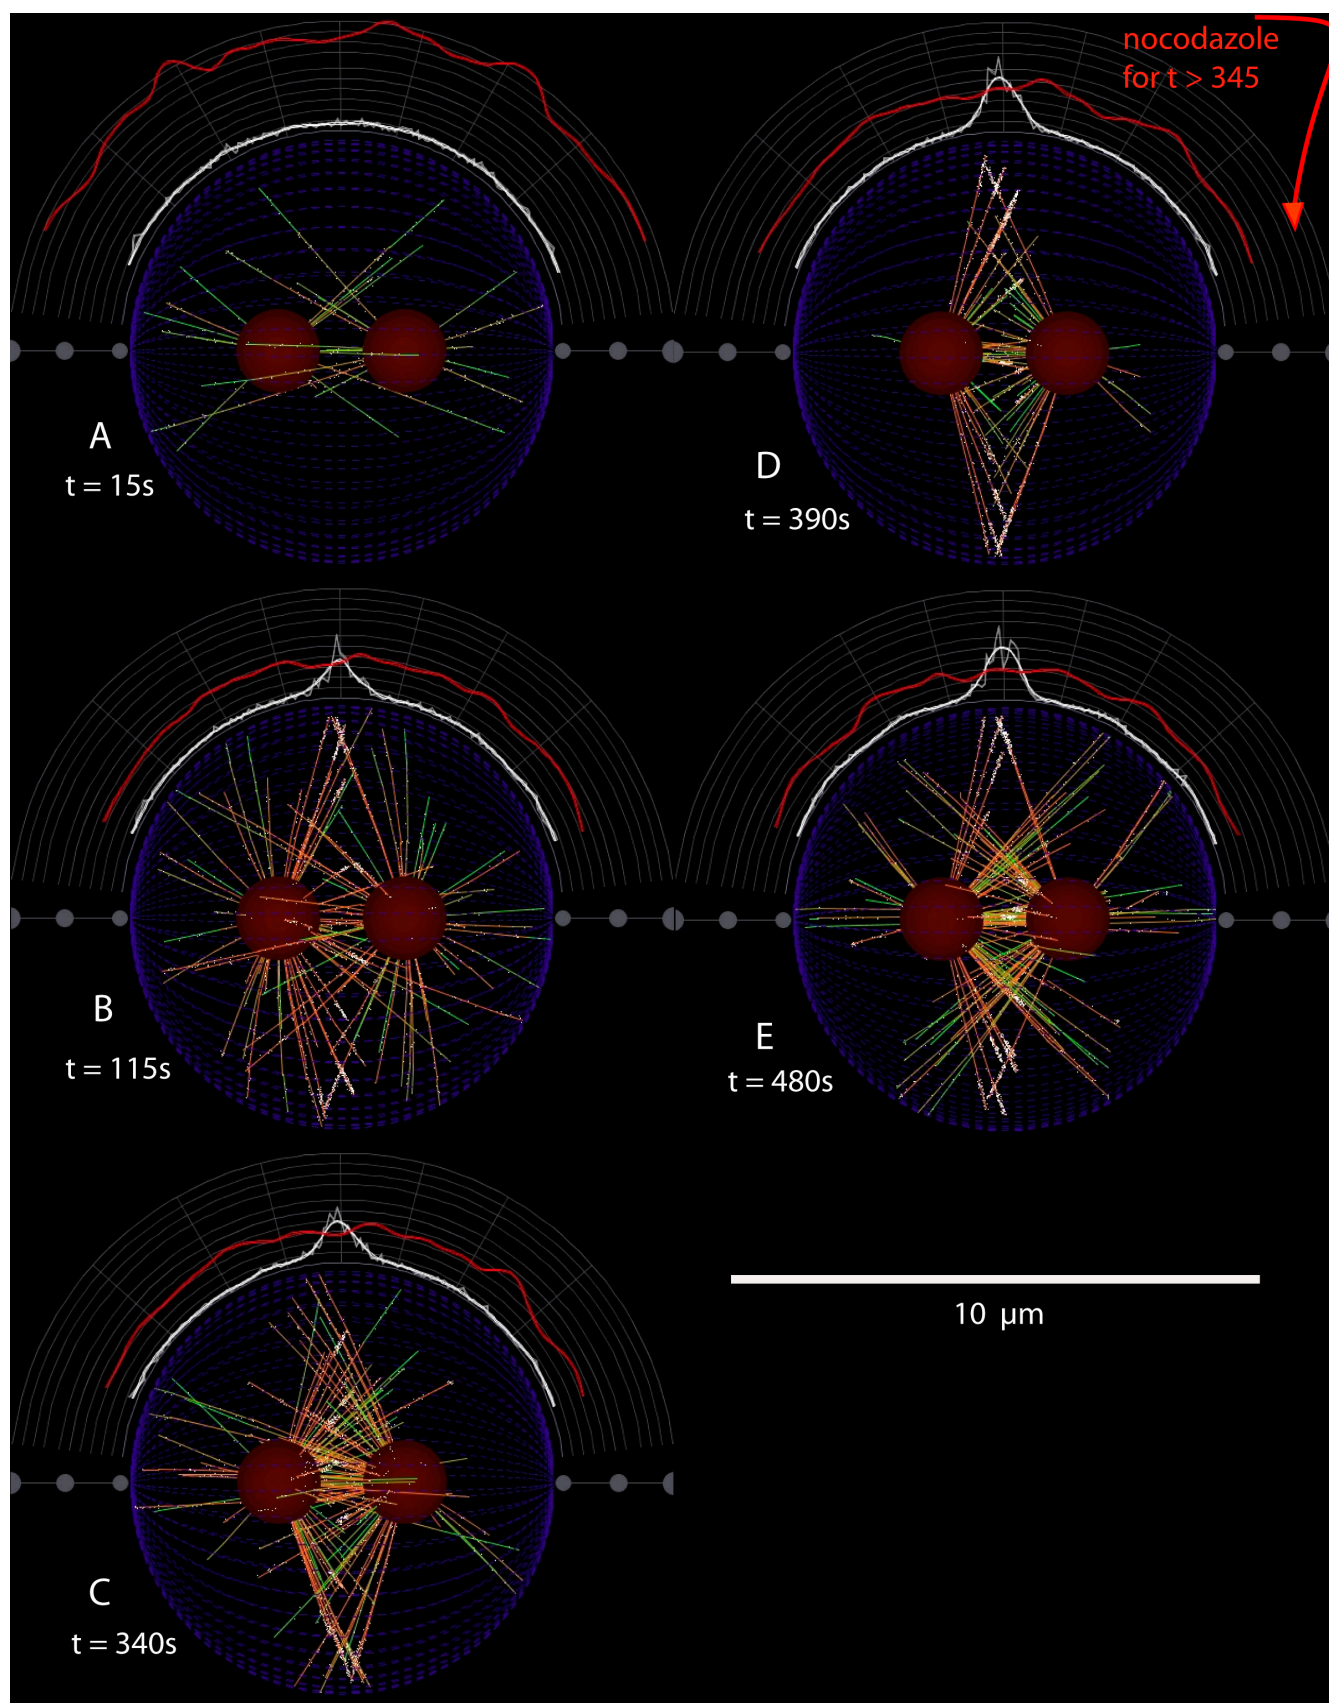 A
t = 15s
nocodazole
for t > 345
D
t = 390s
B
t = 115s
E
t = 480s
C
t = 340s
10 µm